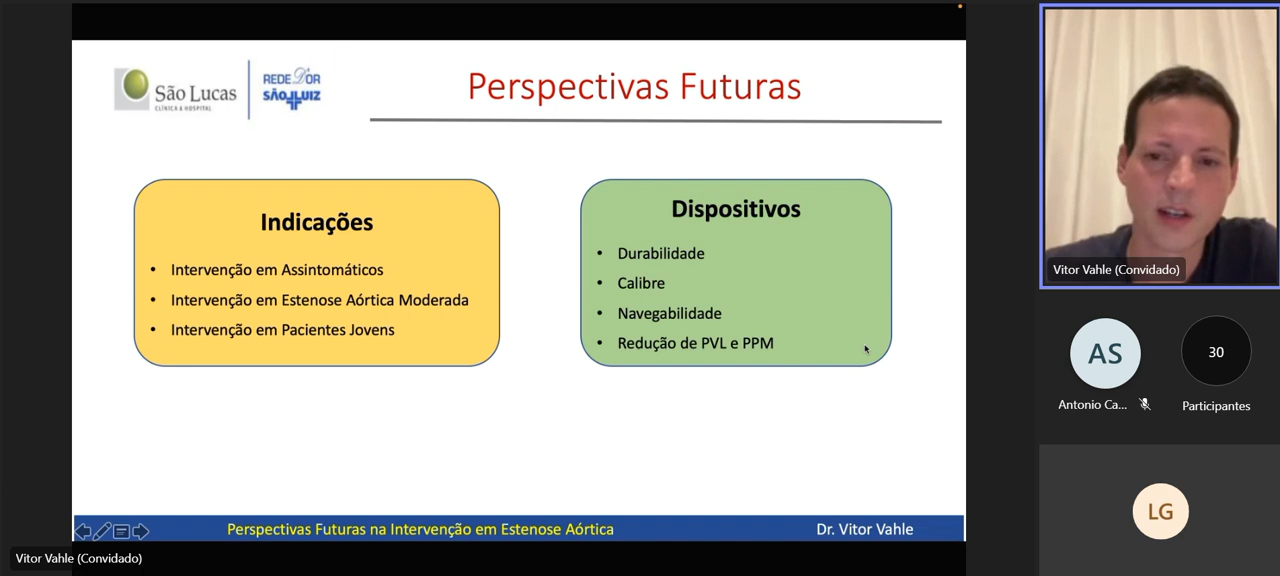 São Lucas
CLÍNICA & HOSPITAL
REDE D'OR
SÃO LUIZ
Perspectivas Futuras
Indicações
• Intervenção em Assintomáticos
• Intervenção em Estenose Aórtica Moderada
• Intervenção em Pacientes Jovens
Dispositivos
• Durabilidade
• Calibre
• Navegabilidade
• Redução de PVL e PPM
Perspectivas Futuras na Intervenção em Estenose Aórtica
Dr. Vitor Vahle
Vitor Vahle (Convidado)
Vitor Vahle (Convidado)
AS
30
Antonio Ca...
Participantes
LG